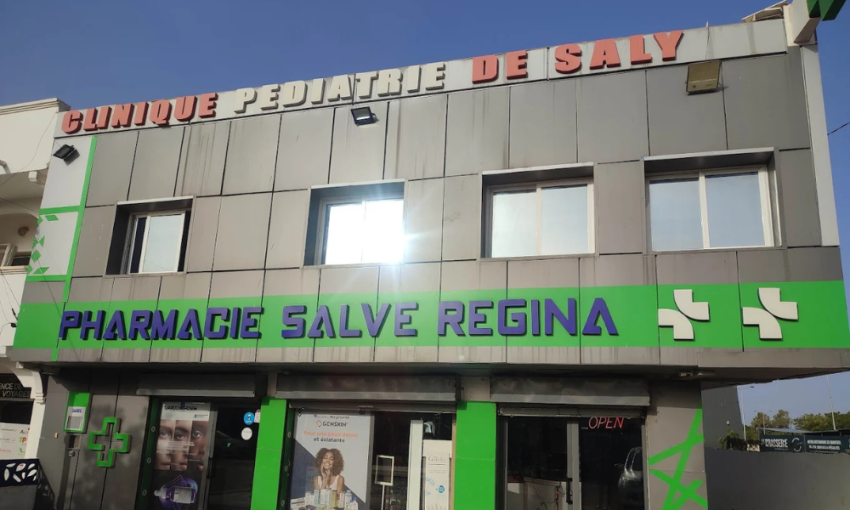 CLINIQUE PEDIATRIE DE SALY
PHARMACIE SALVE REGINA
OPEN